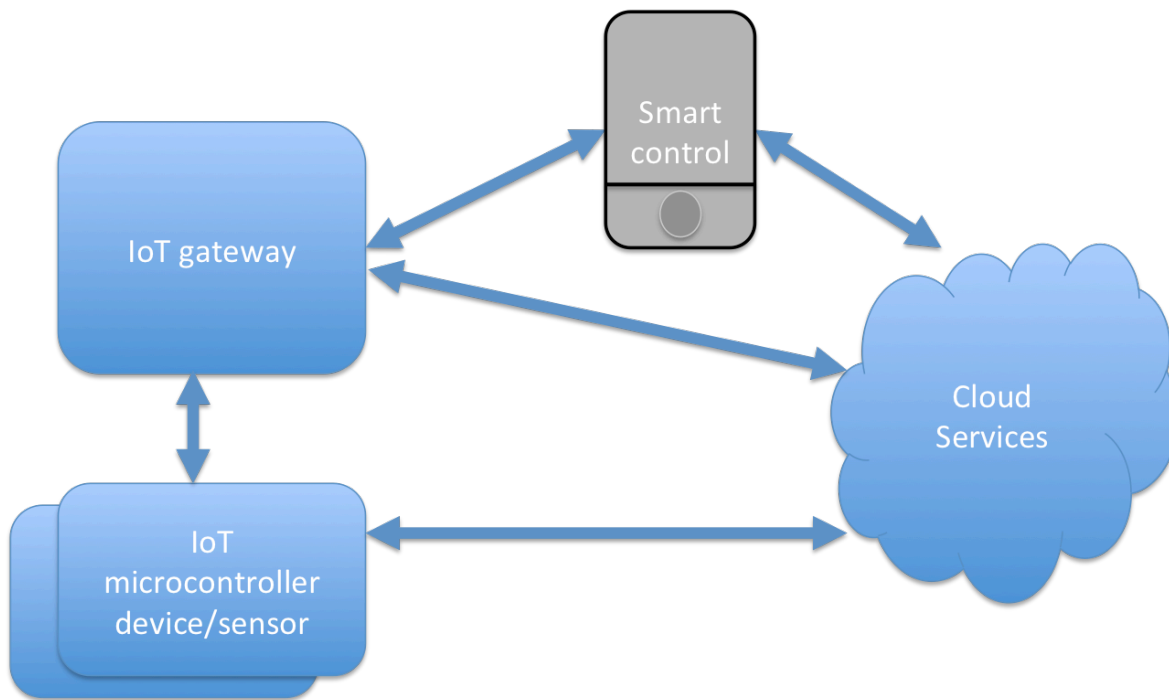 Smart
control
IoT gateway
Cloud
Services
IoT
microcontroller
device/sensor